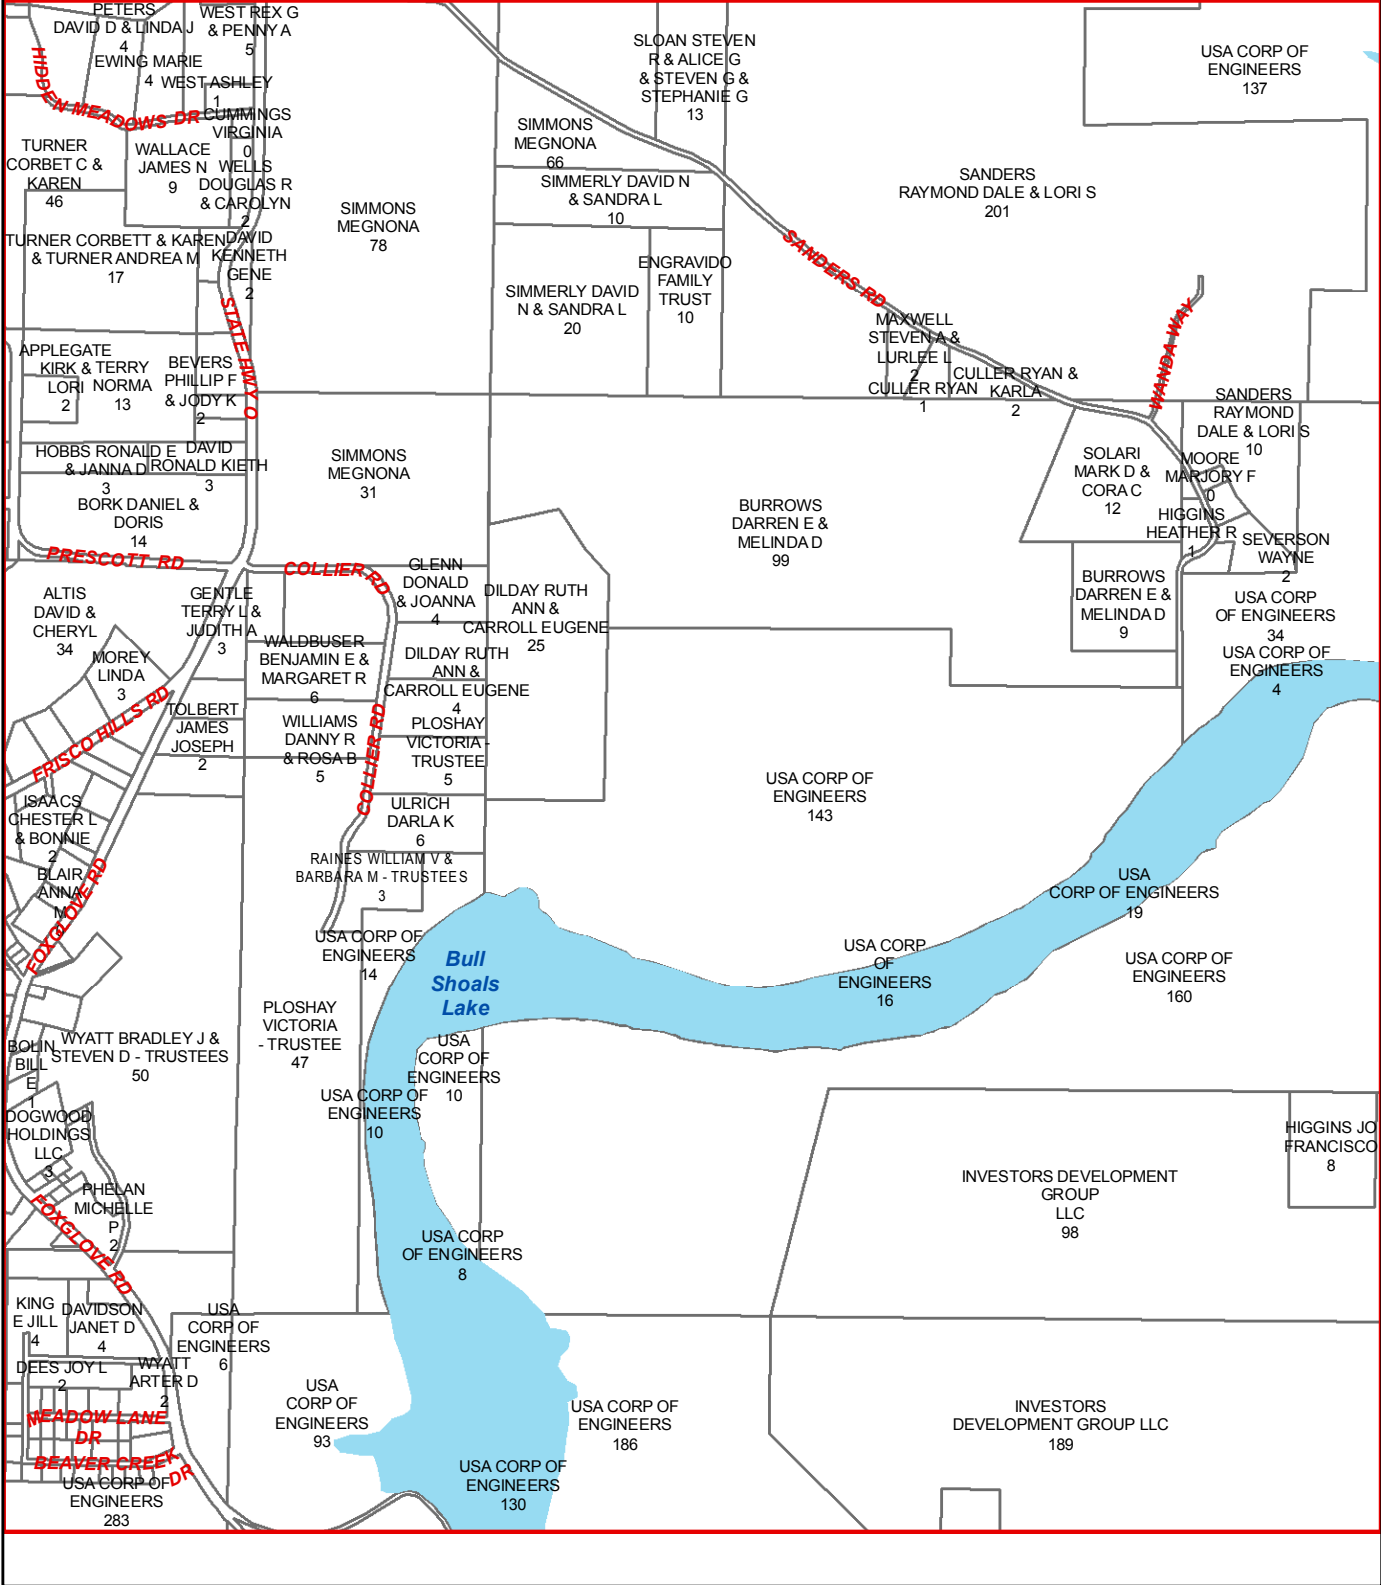 PETERS
DAVID D & LINDA J
4
WEST REX G
& PENNY A
5
EWING MARIE
4
WEST ASHLEY
1
HIDDEN MEADOWS DR
CUMMINGS
VIRGINIA
0
TURNER
CORBET C &
KAREN
46
WALLACE
JAMES N
9
WELLS
DOUGLAS R
& CAROLYN
2
TURNER CORBETT & KAREN
& TURNER ANDREA M
17
DAVID
KENNETH
GENE
2
STATE HWY O
SIMMONS
MEGNONA
78
SLOAN STEVEN
R & ALICE G
& STEVEN G &
STEPHANIE G
13
SIMMONS
MEGNONA
66
SIMMERLY DAVID N
& SANDRA L
10
SIMMERLY DAVID
N & SANDRA L
20
ENGRAVIDO
FAMILY
TRUST
10
USA CORP OF
ENGINEERS
137
SANDERS
RAYMOND DALE & LORI S
201
SANDERS RD
WANDA WAY
MAXWELL
STEVEN A &
LURLEE L
2
CULLER RYAN
1
CULLER RYAN &
KARLA
2
APPLEGATE
KIRK &
LORI
2
TERRY
NORMA
13
BEVERS
PHILLIP F
& JODY K
2
HOBBS RONALD E
& JANNA D
3
DAVID
RONALD KIETH
3
BORK DANIEL &
DORIS
14
SIMMONS
MEGNONA
31
BURROWS
DARREN E &
MELINDA D
99
SOLARI
MARK D &
CORA C
12
SANDERS
RAYMOND
DALE & LORI S
10
MOORE
MARJORY F
0
HIGGINS
HEATHER R
1
SEVERSON
WAYNE
2
BURROWS
DARREN E &
MELINDA D
9
USA CORP
OF ENGINEERS
34
USA CORP OF
ENGINEERS
4
PRESCOTT RD
COLLIER RD
GLENN
DONALD
& JOANNA
4
DILDAY RUTH
ANN &
CARROLL EUGENE
25
ALTIS
DAVID &
CHERYL
34
GENTLE
TERRY L &
JUDITH A
3
MOREY
LINDA
3
WALDBUSER
BENJAMIN E &
MARGARET R
6
DILDAY RUTH
ANN &
CARROLL EUGENE
4
FRISCO HILLS RD
TOLBERT
JAMES
JOSEPH
2
WILLIAMS
DANNY R
& ROSA B
5
COLLIER RD
PLOSHAY
VICTORIA -
TRUSTEE
5
USA CORP OF
ENGINEERS
143
ISAACS
CHESTER L
& BONNIE
2
ULRICH
DARLA K
6
BLAIR
ANNA
M
FOXGLOVE RD
RAINES WILLIAM V &
BARBARA M - TRUSTEES
3
USA
CORP OF ENGINEERS
19
USA CORP OF
ENGINEERS
14
Bull
Shoals
Lake
USA CORP
OF
ENGINEERS
16
USA CORP OF
ENGINEERS
160
PLOSHAY
VICTORIA
- TRUSTEE
47
BOLIN
BILL
E
1
WYATT BRADLEY J &
STEVEN D - TRUSTEES
50
USA
CORP OF
ENGINEERS
10
USA CORP OF
ENGINEERS
10
DOGWOOD
HOLDINGS
LLC
3
HIGGINS JO
FRANCISCO
8
INVESTORS DEVELOPMENT
GROUP
LLC
98
PHELAN
MICHELLE
P
2
FOXGLOVE RD
USA CORP
OF ENGINEERS
8
KING
E JILL
4
DAVIDSON
JANET D
4
USA
CORP OF
ENGINEERS
6
DEES JOY L
2
WYATT
ARTER D
2
USA
CORP OF
ENGINEERS
93
USA CORP OF
ENGINEERS
186
INVESTORS
DEVELOPMENT GROUP LLC
189
MEADOW LANE
DR
BEAVER CREEK
DR
USA CORP OF
ENGINEERS
283
USA CORP OF
ENGINEERS
130